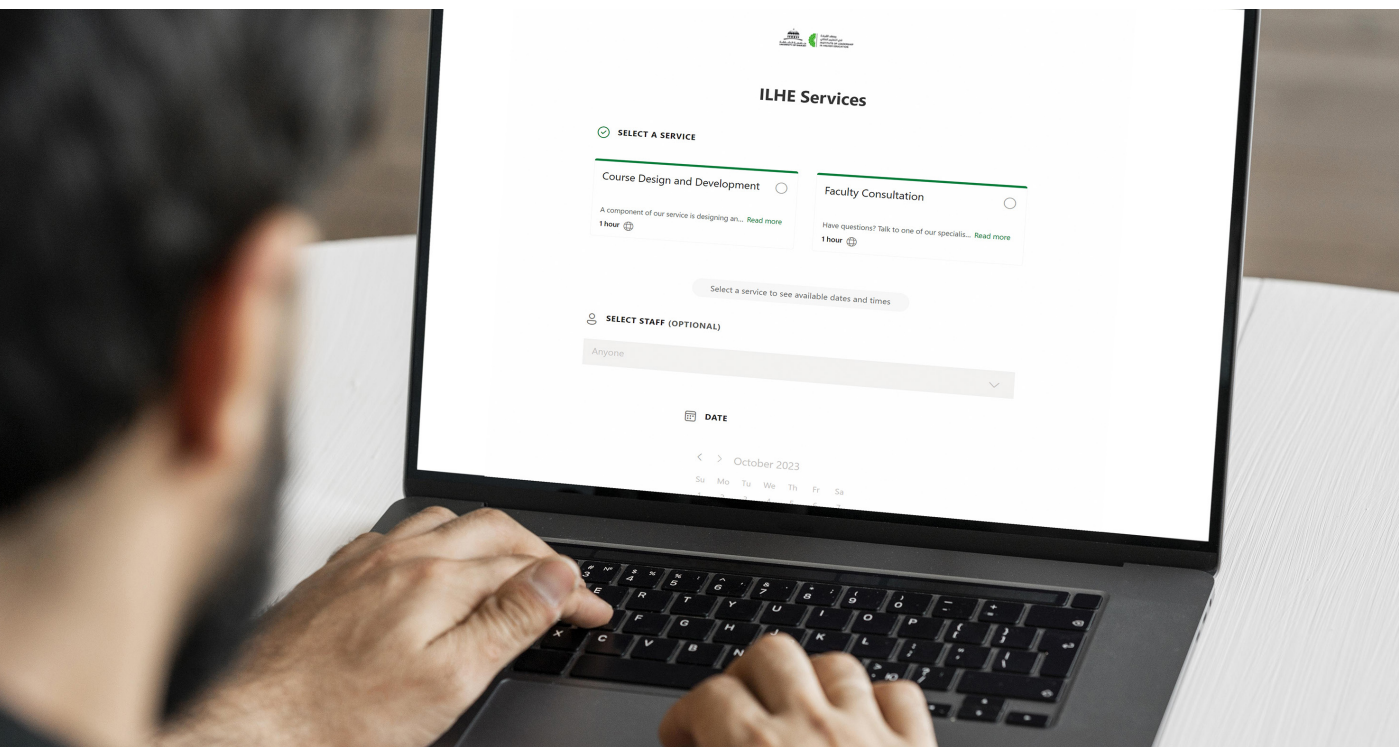 ILHE Services
SELECT A SERVICE
Course Design and Development
A component of our service is designing an... Read more
1 hour
Faculty Consultation
Have questions? Talk to one of our specialis... Read more
1 hour
Select a service to see available dates and times
SELECT STAFF (OPTIONAL)
Anyone
DATE
October 2023
Su Mo Tu We Th Fr Sa
E R T Y U I O P
F G H J K L
X C V B N